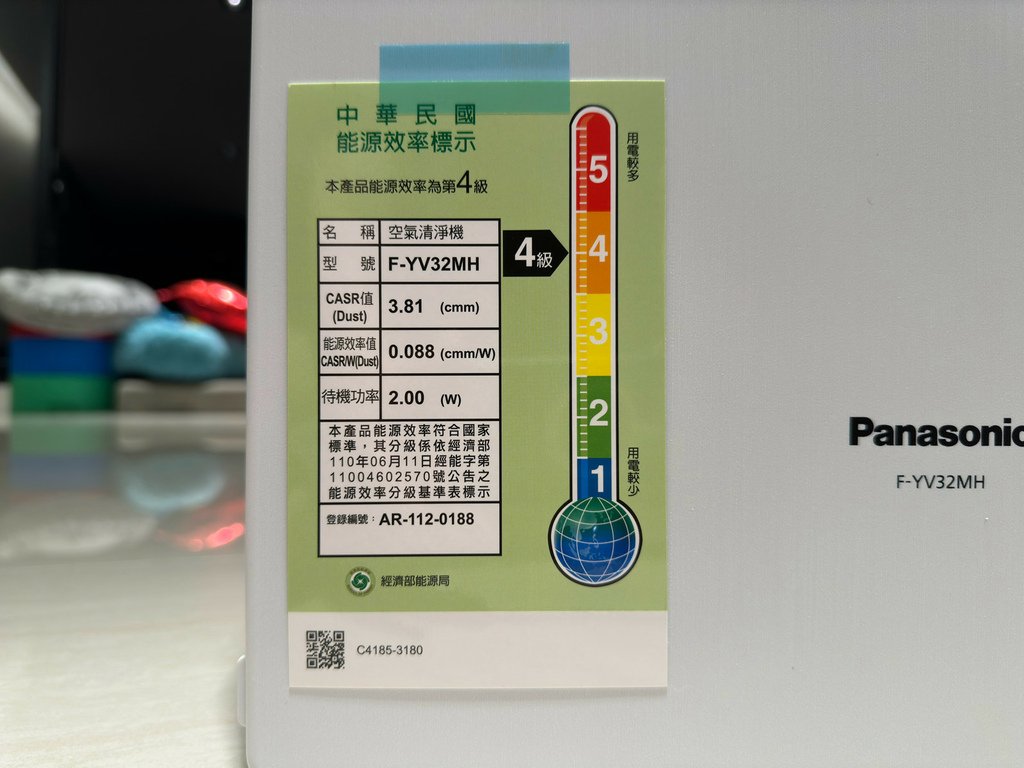 中華民國
能源效率標示
本產品能源效率為第4級
名稱 空氣清淨機
型號 F-YV32MH
CASR值(Dust) 3.81 (cmm)
能源效率值CASR/W(Dust) 0.088 (cmm/W)
待機功率 2.00 (W)
本產品能源效率符合國家
標準，其分級係依經濟部
110年06月11日經能字第
11004602570號公告之
能源效率分級基準表標示
登錄編號：AR-112-0188
經濟部能源局
C4185-3180
4級
用電較多
5
4
3
2
1
用電較少
Panasonic
F-YV32MH